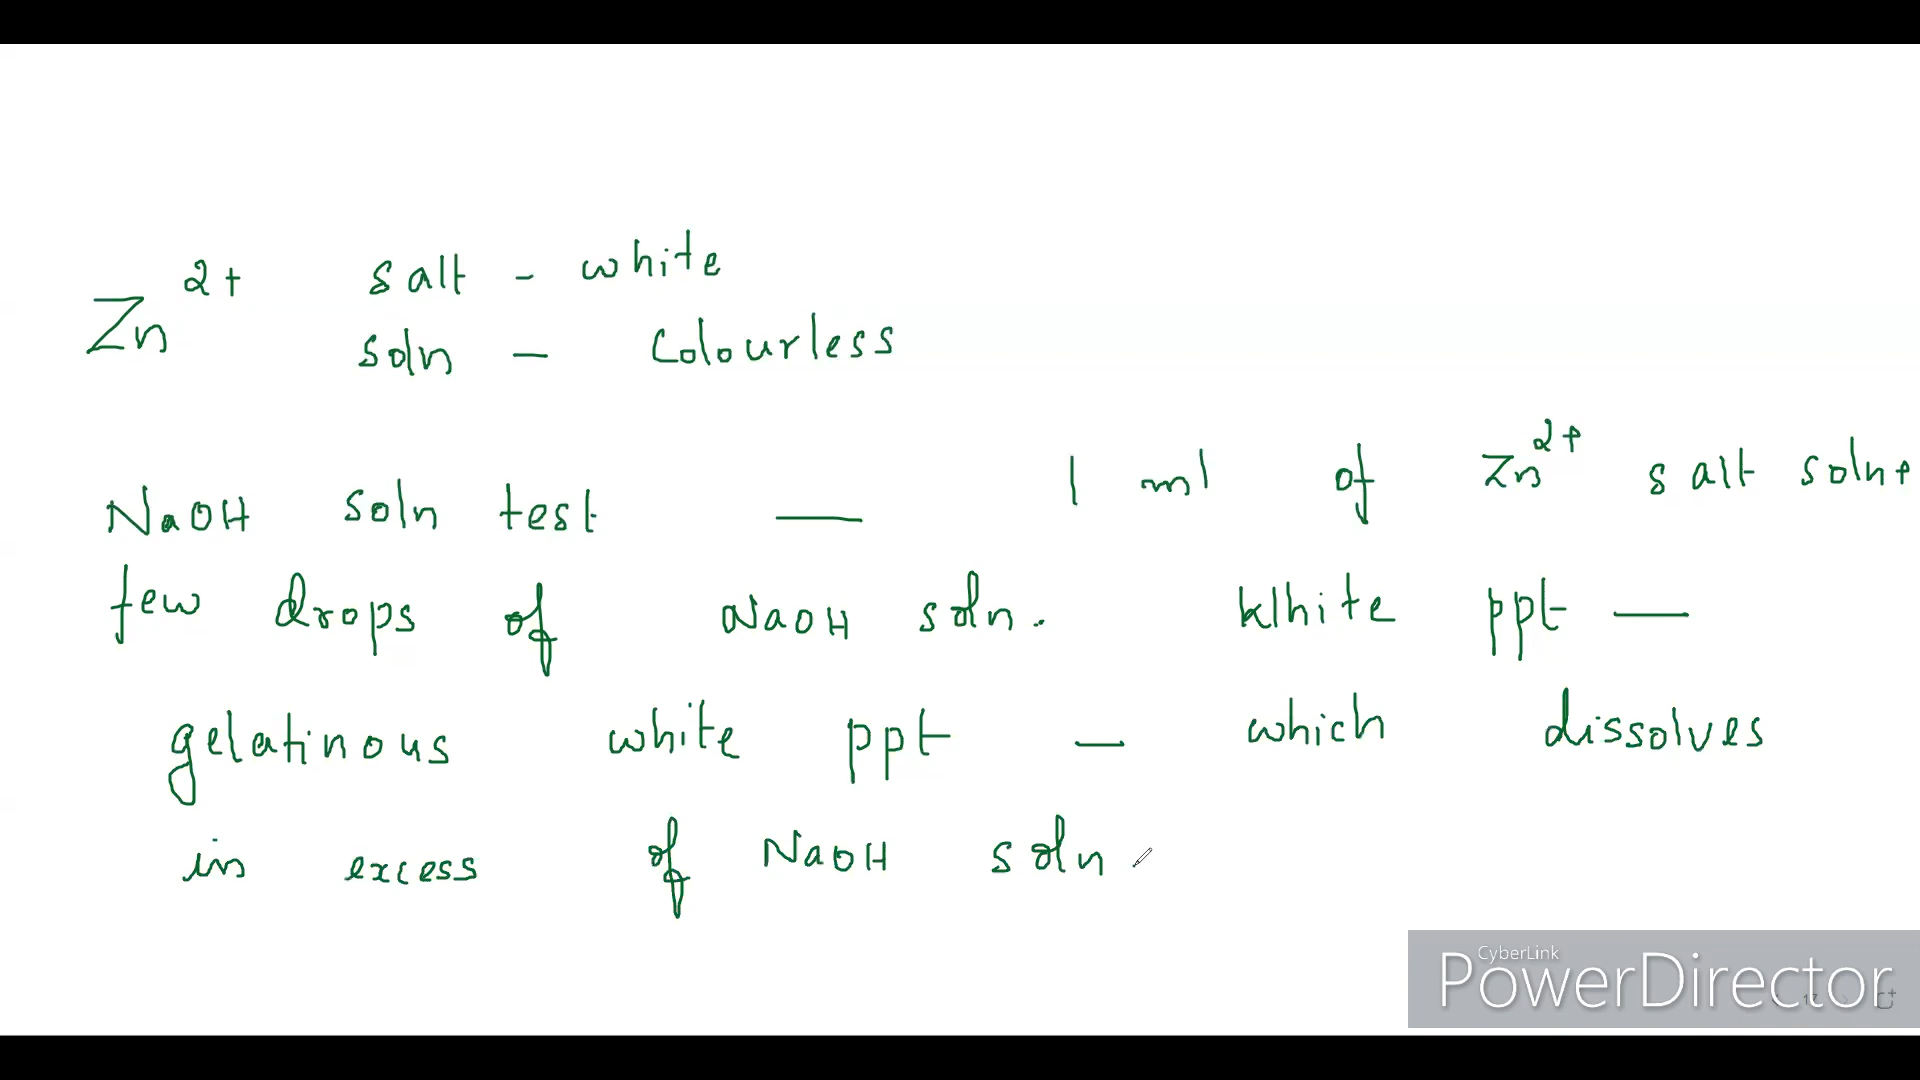 Zn2+ salt - white
soln - Colourless
NaOH soln test — 1 ml of Zn2+ salt soln+
few drops of NaOH soln. White ppt —
gelatinous white ppt — which dissolves
in excess of NaOH soln
CyberLink
PowerDirector
17